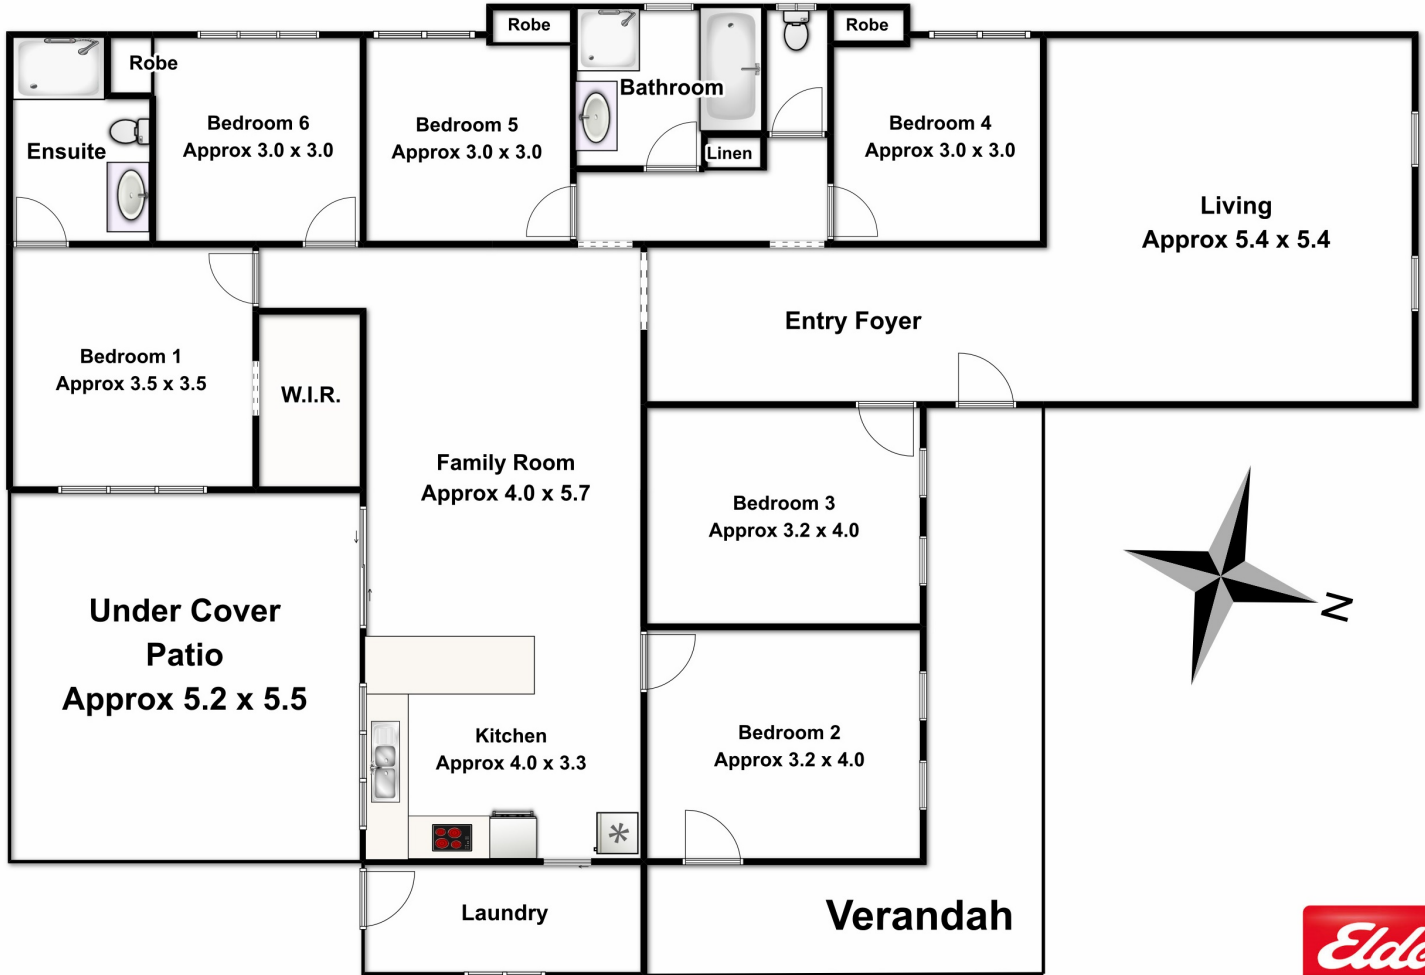 Robe
Robe
Robe
Bathroom
Bedroom 6
Approx 3.0 x 3.0
Bedroom 5
Approx 3.0 x 3.0
Bedroom 4
Approx 3.0 x 3.0
Ensuite
Linen
Living
Approx 5.4 x 5.4
Entry Foyer
Bedroom 1
Approx 3.5 x 3.5
W.I.R.
Family Room
Approx 4.0 x 5.7
Bedroom 3
Approx 3.2 x 4.0
Under Cover
Patio
Approx 5.2 x 5.5
N
Kitchen
Approx 4.0 x 3.3
Bedroom 2
Approx 3.2 x 4.0
Laundry
Verandah